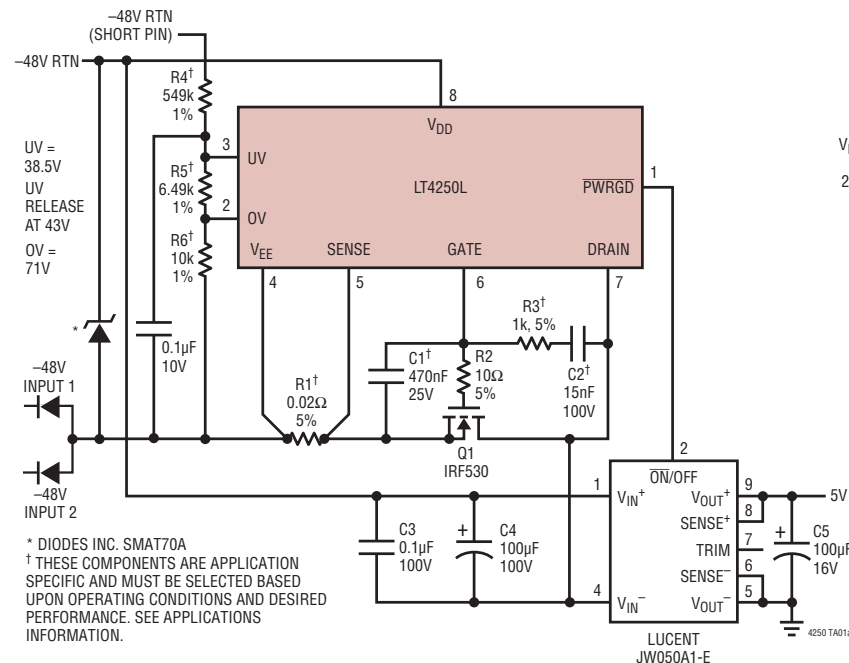 –48V RTN
(SHORT PIN)
–48V RTN
R4†
549k
1%
8
VDD
UV =
38.5V
UV
RELEASE
AT 43V
OV =
71V
3
UV
R5†
6.49k
1%
LT4250L
PWRGD
1
2
OV
R6†
10k
1%
VEE
SENSE
GATE
DRAIN
4
5
6
7
*
0.1µF
10V
R3†
1k, 5%
C1†
470nF
25V
R2
10Ω
5%
C2†
15nF
100V
–48V
INPUT 1
R1†
0.02Ω
5%
Q1
IRF530
–48V
INPUT 2
2
ON/OFF
1
VIN+
VOUT+
9
5V
SENSE+
8
TRIM
7
SENSE–
6
4
VIN–
VOUT–
5
C3
0.1µF
100V
+
C4
100µF
100V
+
C5
100µF
16V
LUCENT
JW050A1-E
* DIODES INC. SMAT70A
† THESE COMPONENTS ARE APPLICATION
SPECIFIC AND MUST BE SELECTED BASED
UPON OPERATING CONDITIONS AND DESIRED
PERFORMANCE. SEE APPLICATIONS
INFORMATION.
4250 TA01a